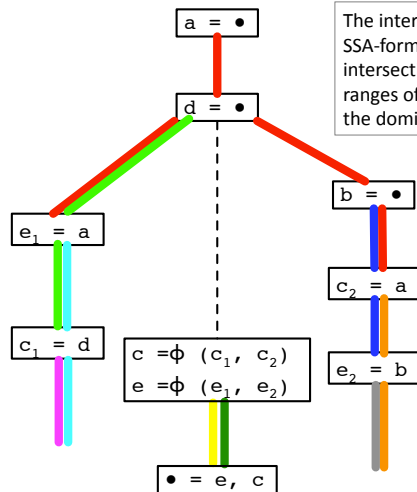 a = •
The inter
SSA-form
intersect
ranges of
the domi
d = •
b = •
e₁ = a
c₂ = a
c₁ = d
c =ϕ (c₁, c₂)
e =ϕ (e₁, e₂)
e₂ = b
• = e, c